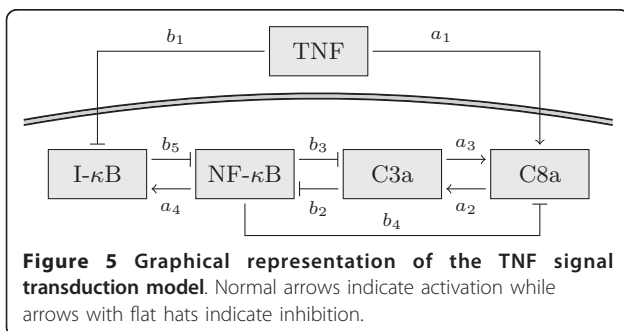 b₁
TNF
a₁
I-κB
b₅
a₄
NF-κB
b₃
b₂
C3a
a₃
a₂
C8a
b₄
Figure 5 Graphical representation of the TNF signal
transduction model. Normal arrows indicate activation while
arrows with flat hats indicate inhibition.